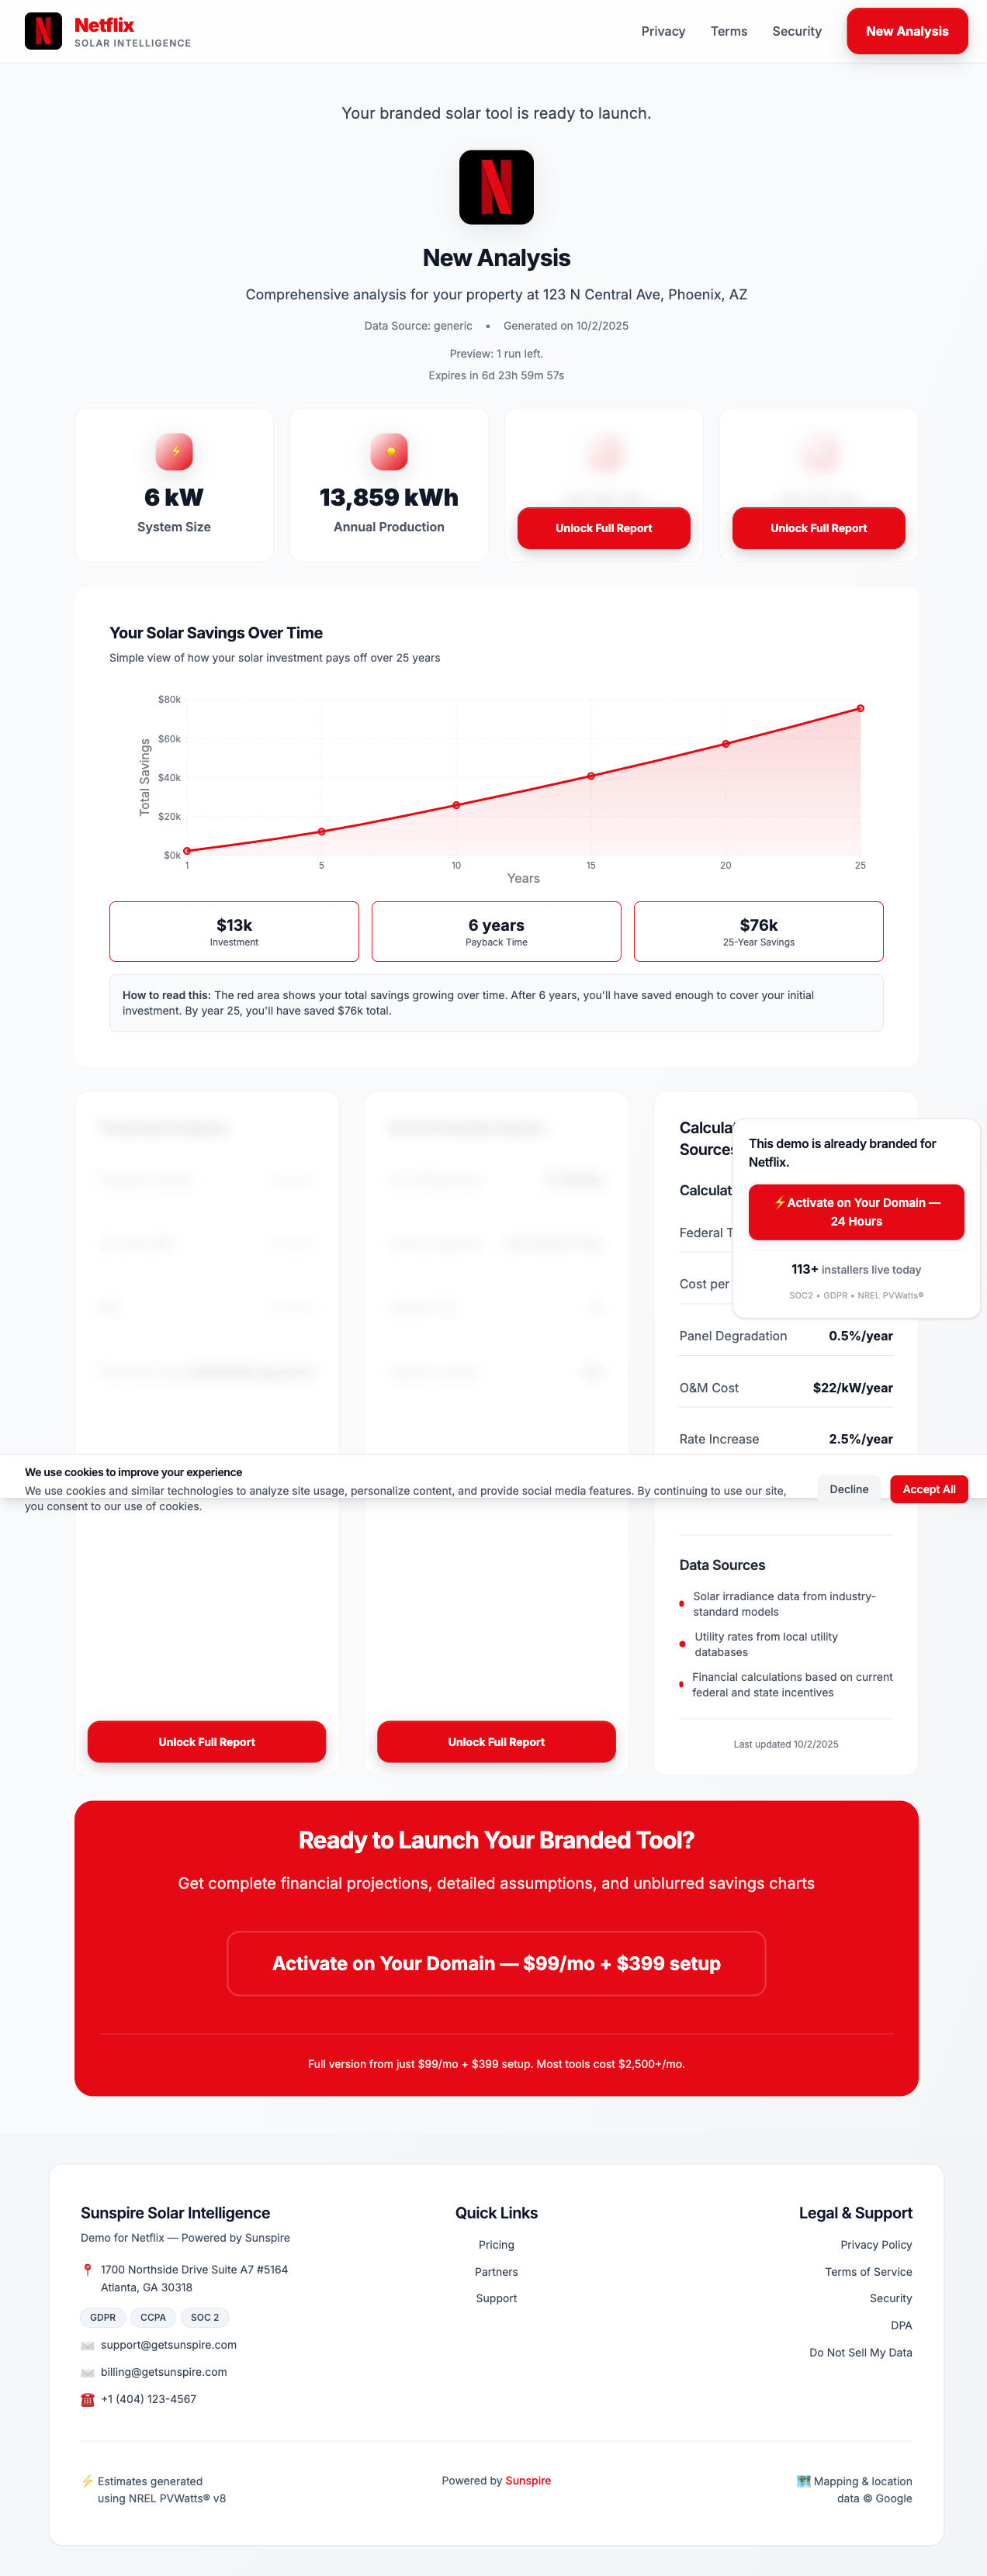 Netflix
SOLAR INTELLIGENCE
Privacy
Terms
Security
New Analysis
Your branded solar tool is ready to launch.
New Analysis
Comprehensive analysis for your property at 123 N Central Ave, Phoenix, AZ
Data Source: generic • Generated on 10/2/2025
Preview: 1 run left.
Expires in 6d 23h 59m 57s
6 kW
System Size
13,859 kWh
Annual Production
Unlock Full Report
Unlock Full Report
Your Solar Savings Over Time
Simple view of how your solar investment pays off over 25 years
$80k
$60k
$40k
$20k
$0k
Total Savings
1
5
10
15
20
25
Years
$13k
Investment
6 years
Payback Time
$76k
25-Year Savings
How to read this: The red area shows your total savings growing over time. After 6 years, you'll have saved enough to cover your initial
investment. By year 25, you'll have saved $76k total.
Sources
Federal
Cost per
Panel Degradation 0.5%/year
O&M Cost $22/kW/year
Rate Increase 2.5%/year
This demo is already branded for
Netflix.
⚡Activate on Your Domain —
24 Hours
113+ installers live today
SOC2 • GDPR • NREL PVWatts®
We use cookies to improve your experience
We use cookies and similar technologies to analyze site usage, personalize content, and provide social media features. By continuing to use our site,
you consent to our use of cookies.
Decline
Accept All
Data Sources
Solar irradiance data from industry-
standard models
Utility rates from local utility
databases
Financial calculations based on current
federal and state incentives
Last updated 10/2/2025
Unlock Full Report
Unlock Full Report
Ready to Launch Your Branded Tool?
Get complete financial projections, detailed assumptions, and unblurred savings charts
Activate on Your Domain — $99/mo + $399 setup
Full version from just $99/mo + $399 setup. Most tools cost $2,500+/mo.
Sunspire Solar Intelligence
Demo for Netflix — Powered by Sunspire
1700 Northside Drive Suite A7 #5164
Atlanta, GA 30318
GDPR
CCPA
SOC 2
support@getsunspire.com
billing@getsunspire.com
+1 (404) 123-4567
Quick Links
Pricing
Partners
Support
Legal & Support
Privacy Policy
Terms of Service
Security
DPA
Do Not Sell My Data
⚡ Estimates generated
using NREL PVWatts® v8
Powered by Sunspire
Mapping & location
data © Google